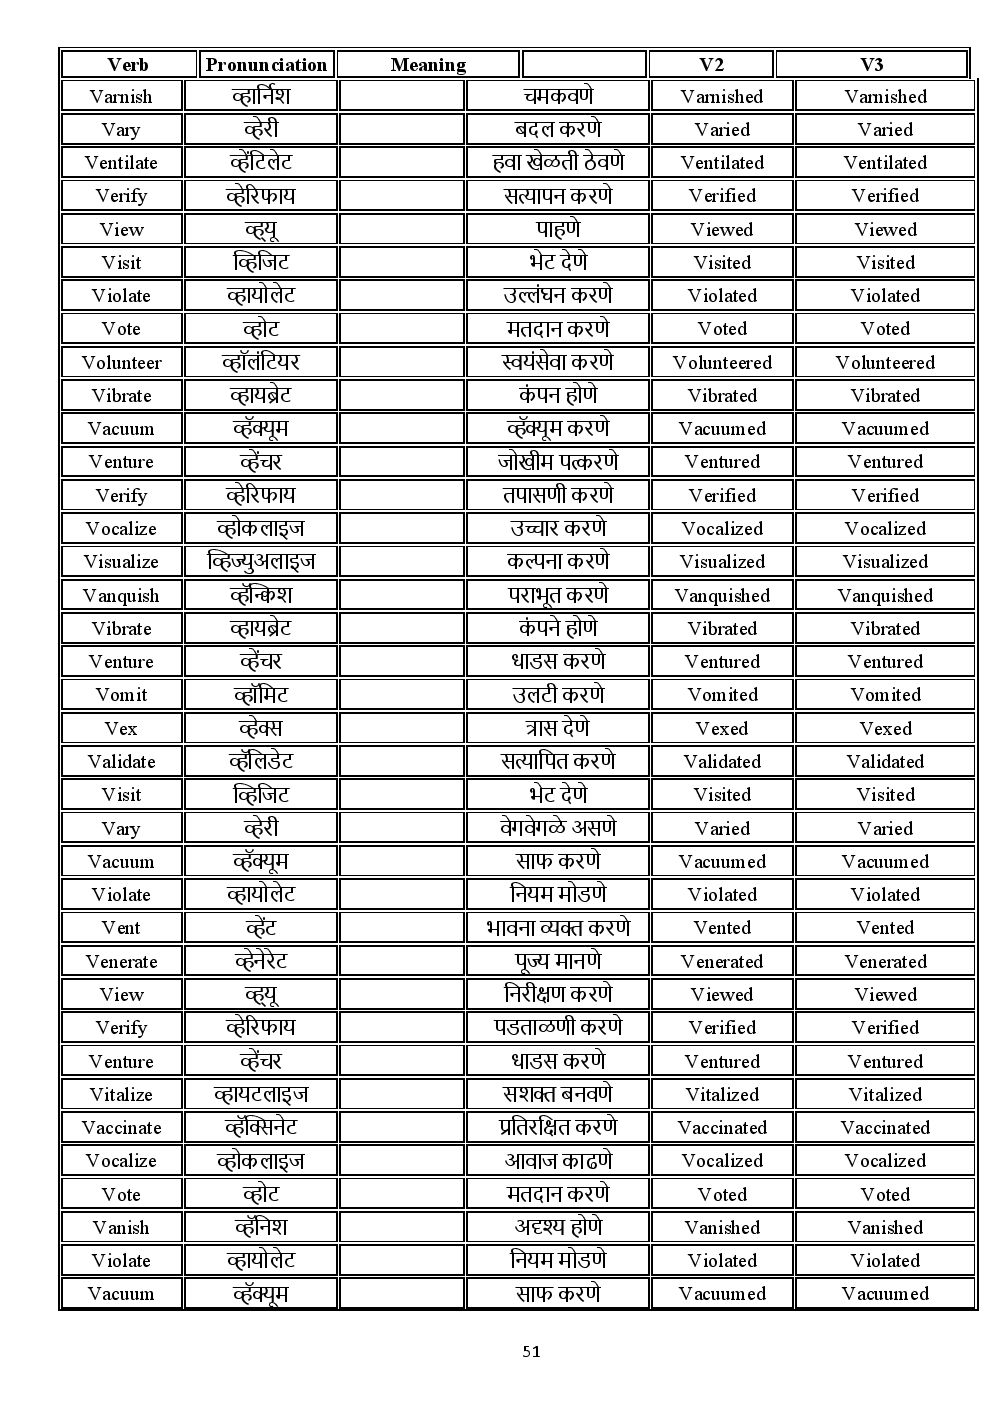 Verb Pronunciation Meaning V2 V3
Varnish व्हार्निश चमकवणे Varnished Varnished
Vary व्हेरी बदल करणे Varied Varied
Ventilate व्हेंटिलेट हवा खेळती ठेवणे Ventilated Ventilated
Verify व्हेरिफाय सत्यापन करणे Verified Verified
View व्ह्यू पाहणे Viewed Viewed
Visit व्हिजिट भेट देणे Visited Visited
Violate व्हायोलेट उल्लंघन करणे Violated Violated
Vote व्होट मतदान करणे Voted Voted
Volunteer व्हॉलंटियर स्वयंसेवा करणे Volunteered Volunteered
Vibrate व्हायब्रेट कंपन होणे Vibrated Vibrated
Vacuum व्हॅक्यूम व्हॅक्यूम करणे Vacuumed Vacuumed
Venture व्हेंचर जोखीम पत्करणे Ventured Ventured
Verify व्हेरिफाय तपासणी करणे Verified Verified
Vocalize व्होकलाइज उच्चार करणे Vocalized Vocalized
Visualize व्हिज्युअलाइज कल्पना करणे Visualized Visualized
Vanquish व्हॅन्क्विश पराभूत करणे Vanquished Vanquished
Vibrate व्हायब्रेट कंपने होणे Vibrated Vibrated
Venture व्हेंचर धाडस करणे Ventured Ventured
Vomit व्हॉमिट उलटी करणे Vomited Vomited
Vex व्हेक्स त्रास देणे Vexed Vexed
Validate व्हॅलिडेट सत्यापित करणे Validated Validated
Visit व्हिजिट भेट देणे Visited Visited
Vary व्हेरी वेगवेगळे असणे Varied Varied
Vacuum व्हॅक्यूम साफ करणे Vacuumed Vacuumed
Violate व्हायोलेट नियम मोडणे Violated Violated
Vent व्हेंट भावना व्यक्त करणे Vented Vented
Venerate व्हेनेरेट पूज्य मानणे Venerated Venerated
View व्ह्यू निरीक्षण करणे Viewed Viewed
Verify व्हेरिफाय पडताळणी करणे Verified Verified
Venture व्हेंचर धाडस करणे Ventured Ventured
Vitalize व्हायटलाइज सशक्त बनवणे Vitalized Vitalized
Vaccinate व्हॅक्सिनेट प्रतिरक्षित करणे Vaccinated Vaccinated
Vocalize व्होकलाइज आवाज काढणे Vocalized Vocalized
Vote व्होट मतदान करणे Voted Voted
Vanish व्हॅनिश अदृश्य होणे Vanished Vanished
Violate व्हायोलेट नियम मोडणे Violated Violated
Vacuum व्हॅक्यूम साफ करणे Vacuumed Vacuumed
51